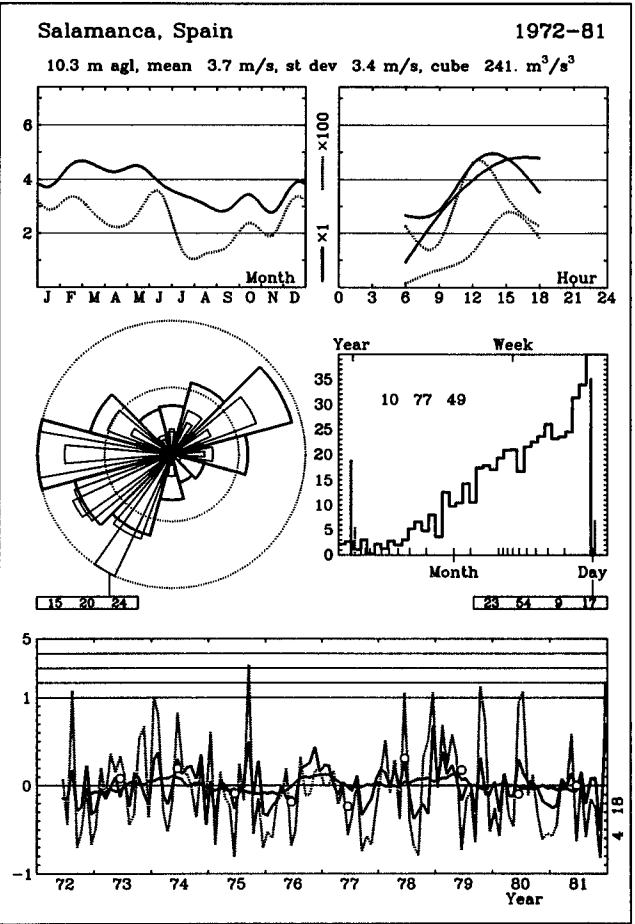 Salamanca, Spain 1972-81
10.3 m agl, mean 3.7 m/s, st dev 3.4 m/s, cube 241. m³/s³
6
4
2
J F M A M J J A S O N D
Month
×1 ×100
0 3 6 9 12 15 18 21 24
Hour
15 20 24
Year Week
35
30
25
20
15
10
5
0
10 77 49
Month Day
23 54 9 17
5
1
0
-1
72 73 74 75 76 77 78 79 80 81
Year
4 18